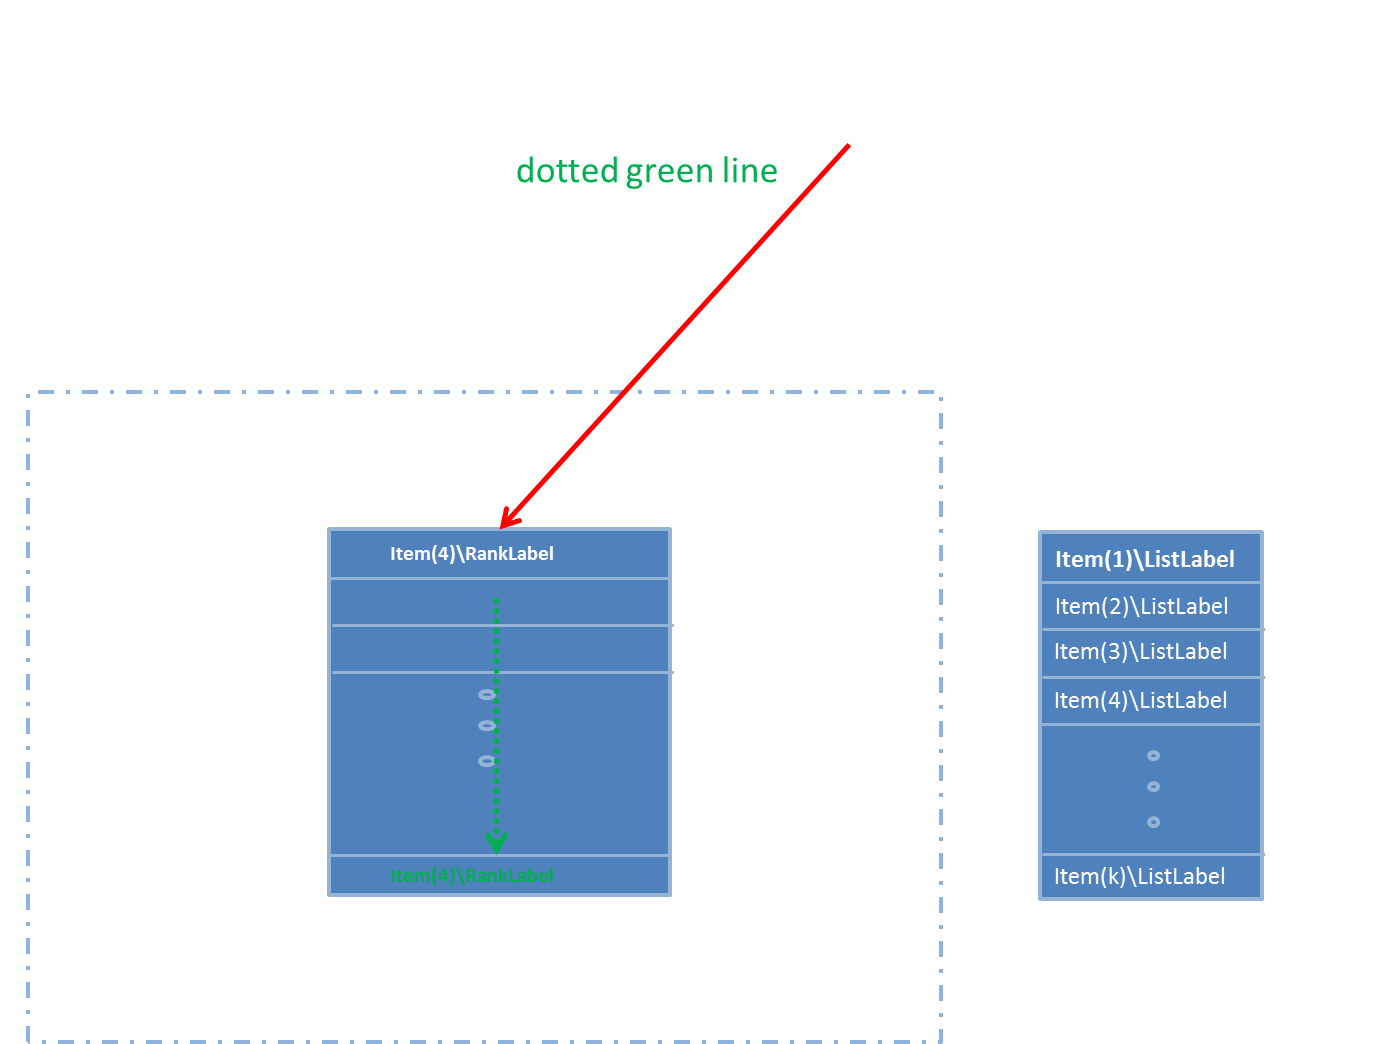 dotted green line
Item(4)\RankLabel
Item(4)\RankLabel
Item(1)\ListLabel
Item(2)\ListLabel
Item(3)\ListLabel
Item(4)\ListLabel
Item(k)\ListLabel